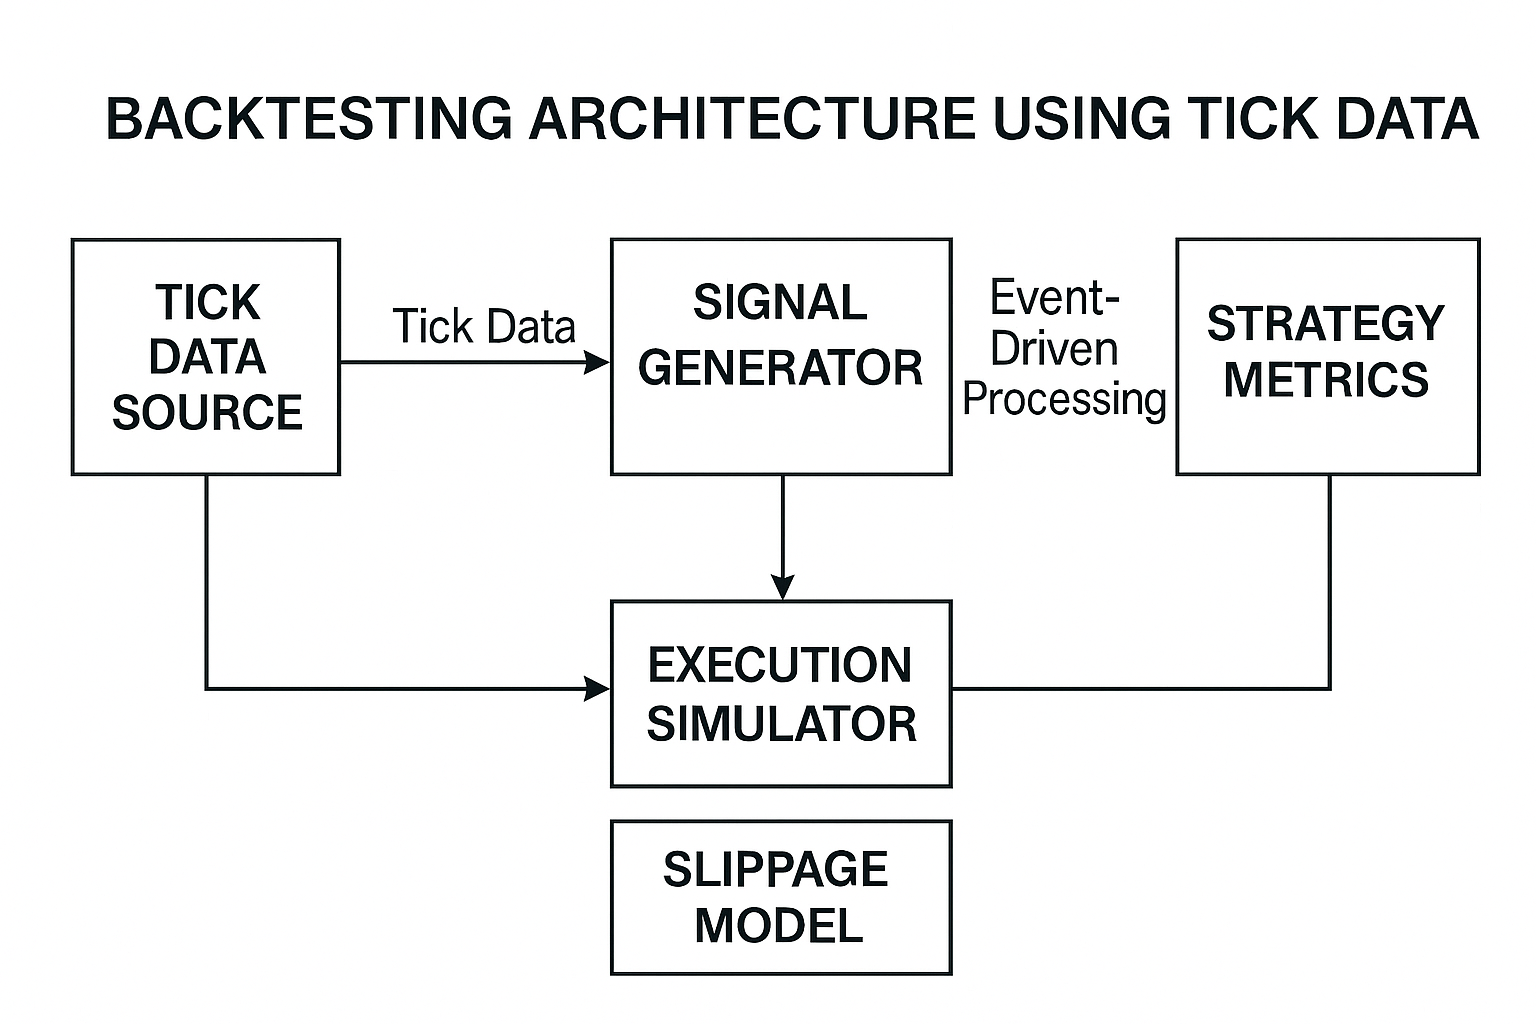 BACKTESTING ARCHITECTURE USING TICK DATA
TICK
DATA
SOURCE
Tick Data
SIGNAL
GENERATOR
Event-
Driven
Processing
STRATEGY
METRICS
EXECUTION
SIMULATOR
SLIPPAGE
MODEL